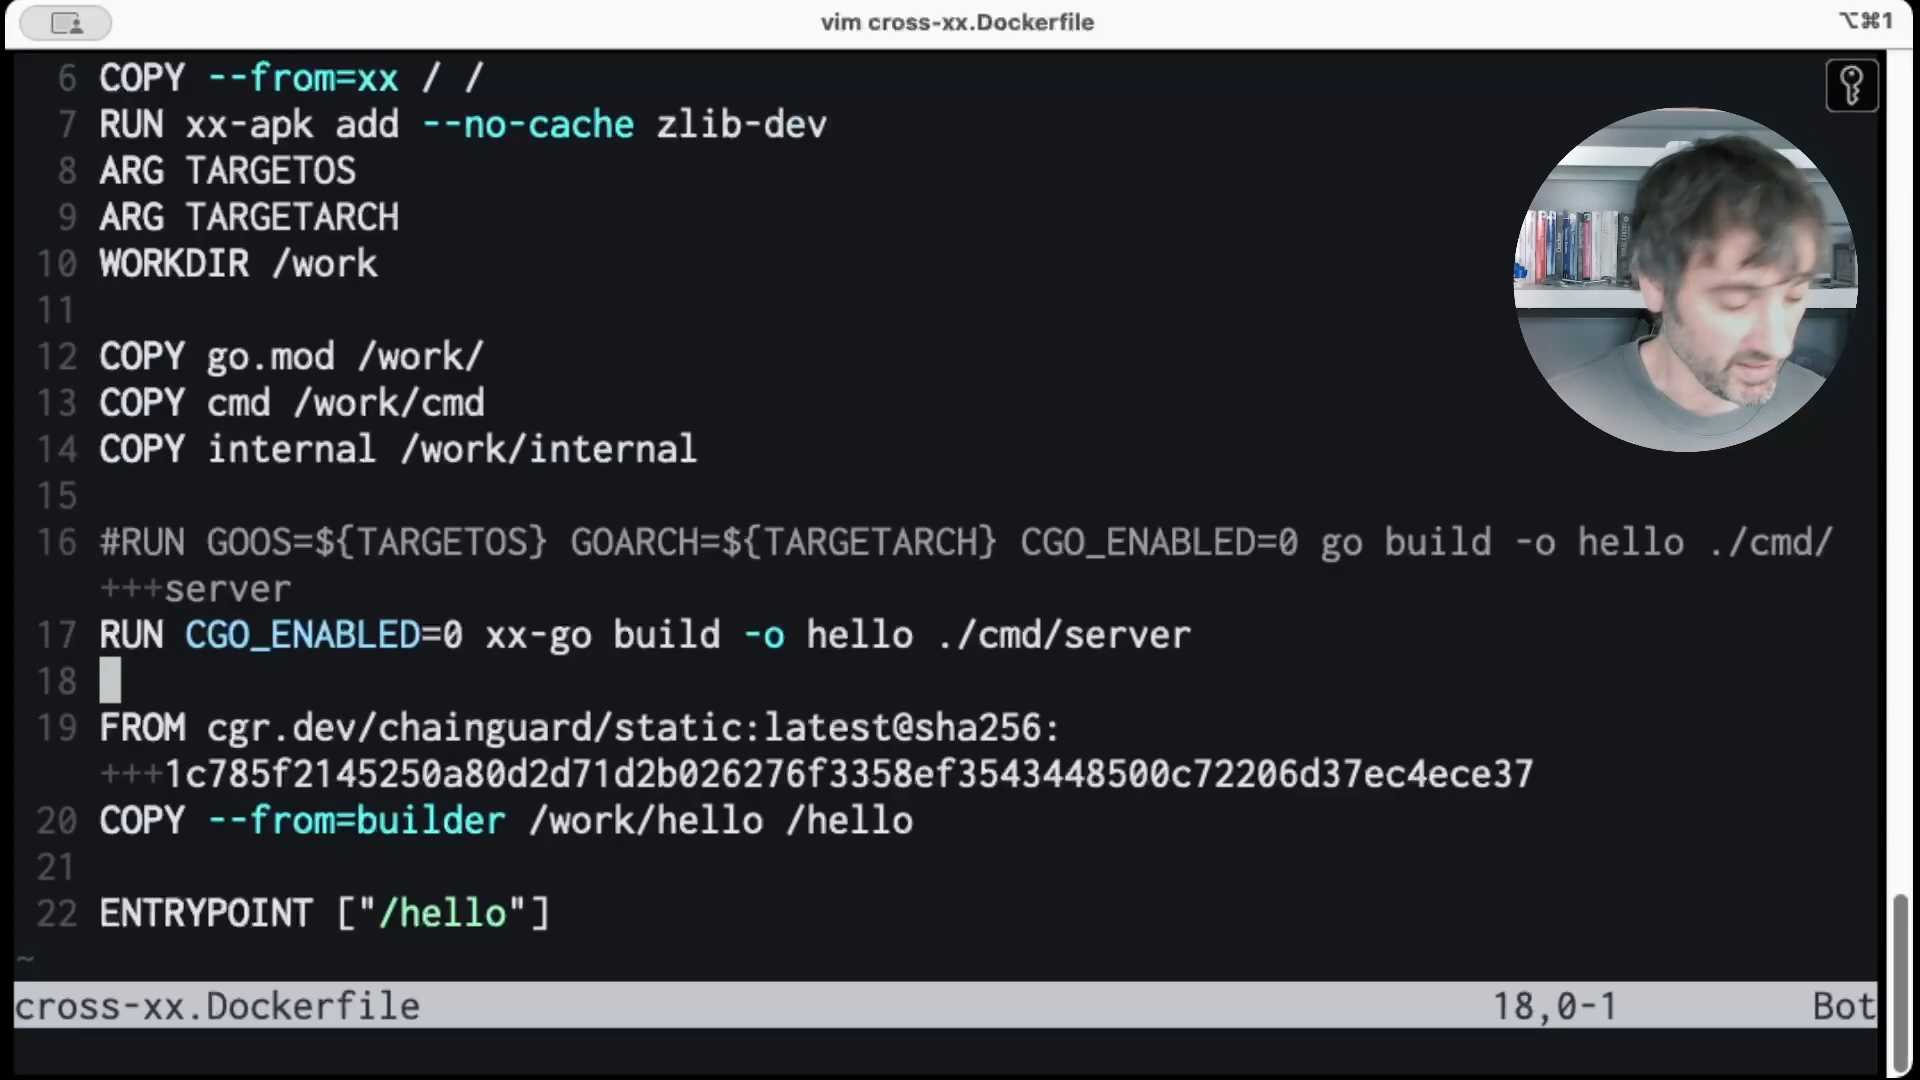 vim cross-xx.Dockerfile
⌥⌘1
6 COPY --from=xx / /
7 RUN xx-apk add --no-cache zlib-dev
8 ARG TARGETOS
9 ARG TARGETARCH
10 WORKDIR /work
11
12 COPY go.mod /work/
13 COPY cmd /work/cmd
14 COPY internal /work/internal
15
16 #RUN GOOS=${TARGETOS} GOARCH=${TARGETARCH} CGO_ENABLED=0 go build -o hello ./cmd/
+++server
17 RUN CGO_ENABLED=0 xx-go build -o hello ./cmd/server
18
19 FROM cgr.dev/chainguard/static:latest@sha256:
+++1c785f2145250a80d2d71d2b026276f3358ef3543448500c72206d37ec4ece37
20 COPY --from=builder /work/hello /hello
21
22 ENTRYPOINT ["/hello"]
~
cross-xx.Dockerfile 18,0-1 Bot